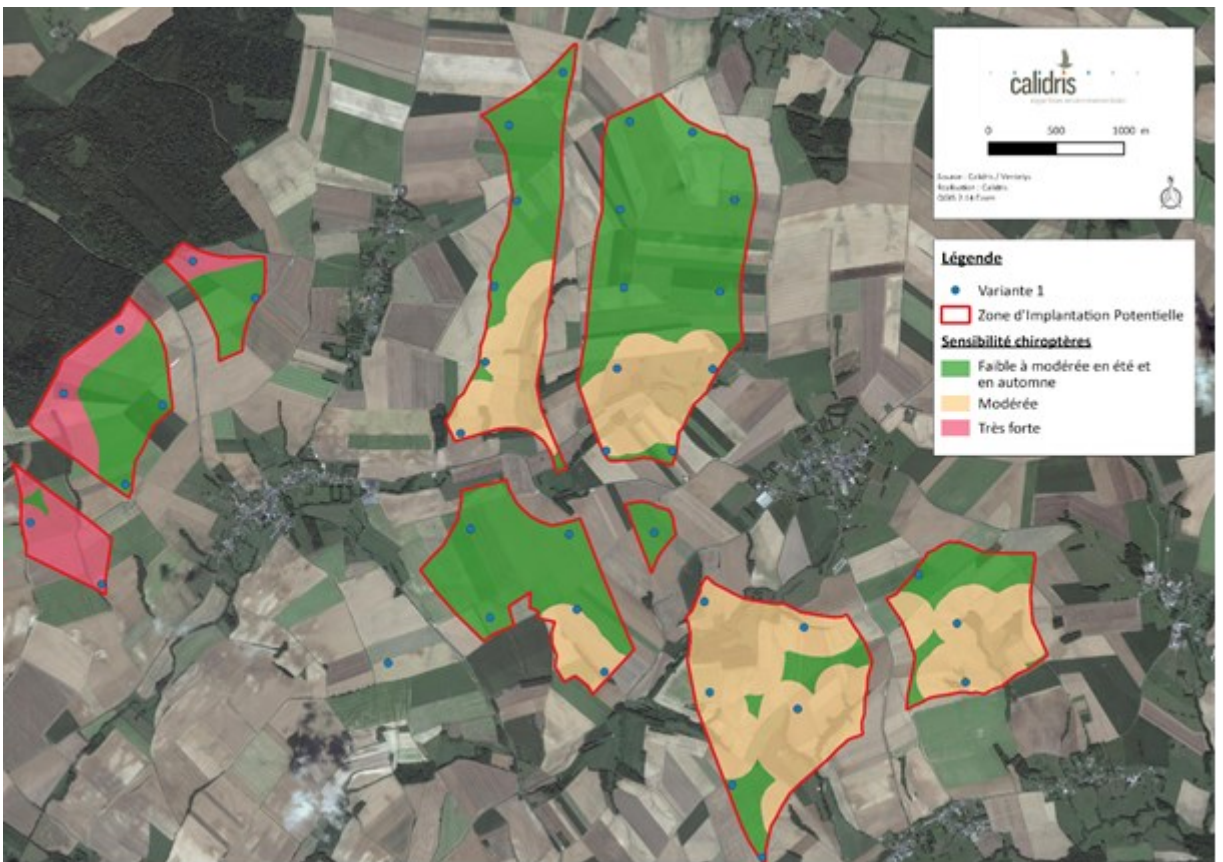 calidris
0 500 1000 m
Source : Calidris /
Réalisation : Calidris
N
Légende
Variante 1
Zone d'Implantation Potentielle
Sensibilité chiroptères
Faible à modérée en été et
en automne
Modérée
Très forte